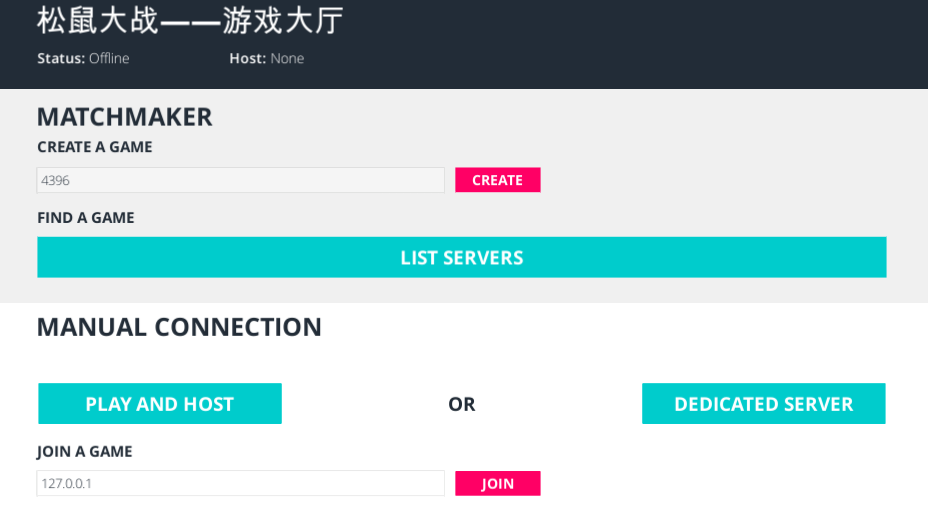 松鼠大战——游戏大厅
Status: Offline Host: None
MATCHMAKER
CREATE A GAME
4396 CREATE
FIND A GAME
LIST SERVERS
MANUAL CONNECTION
PLAY AND HOST OR DEDICATED SERVER
JOIN A GAME
127.0.0.1 JOIN